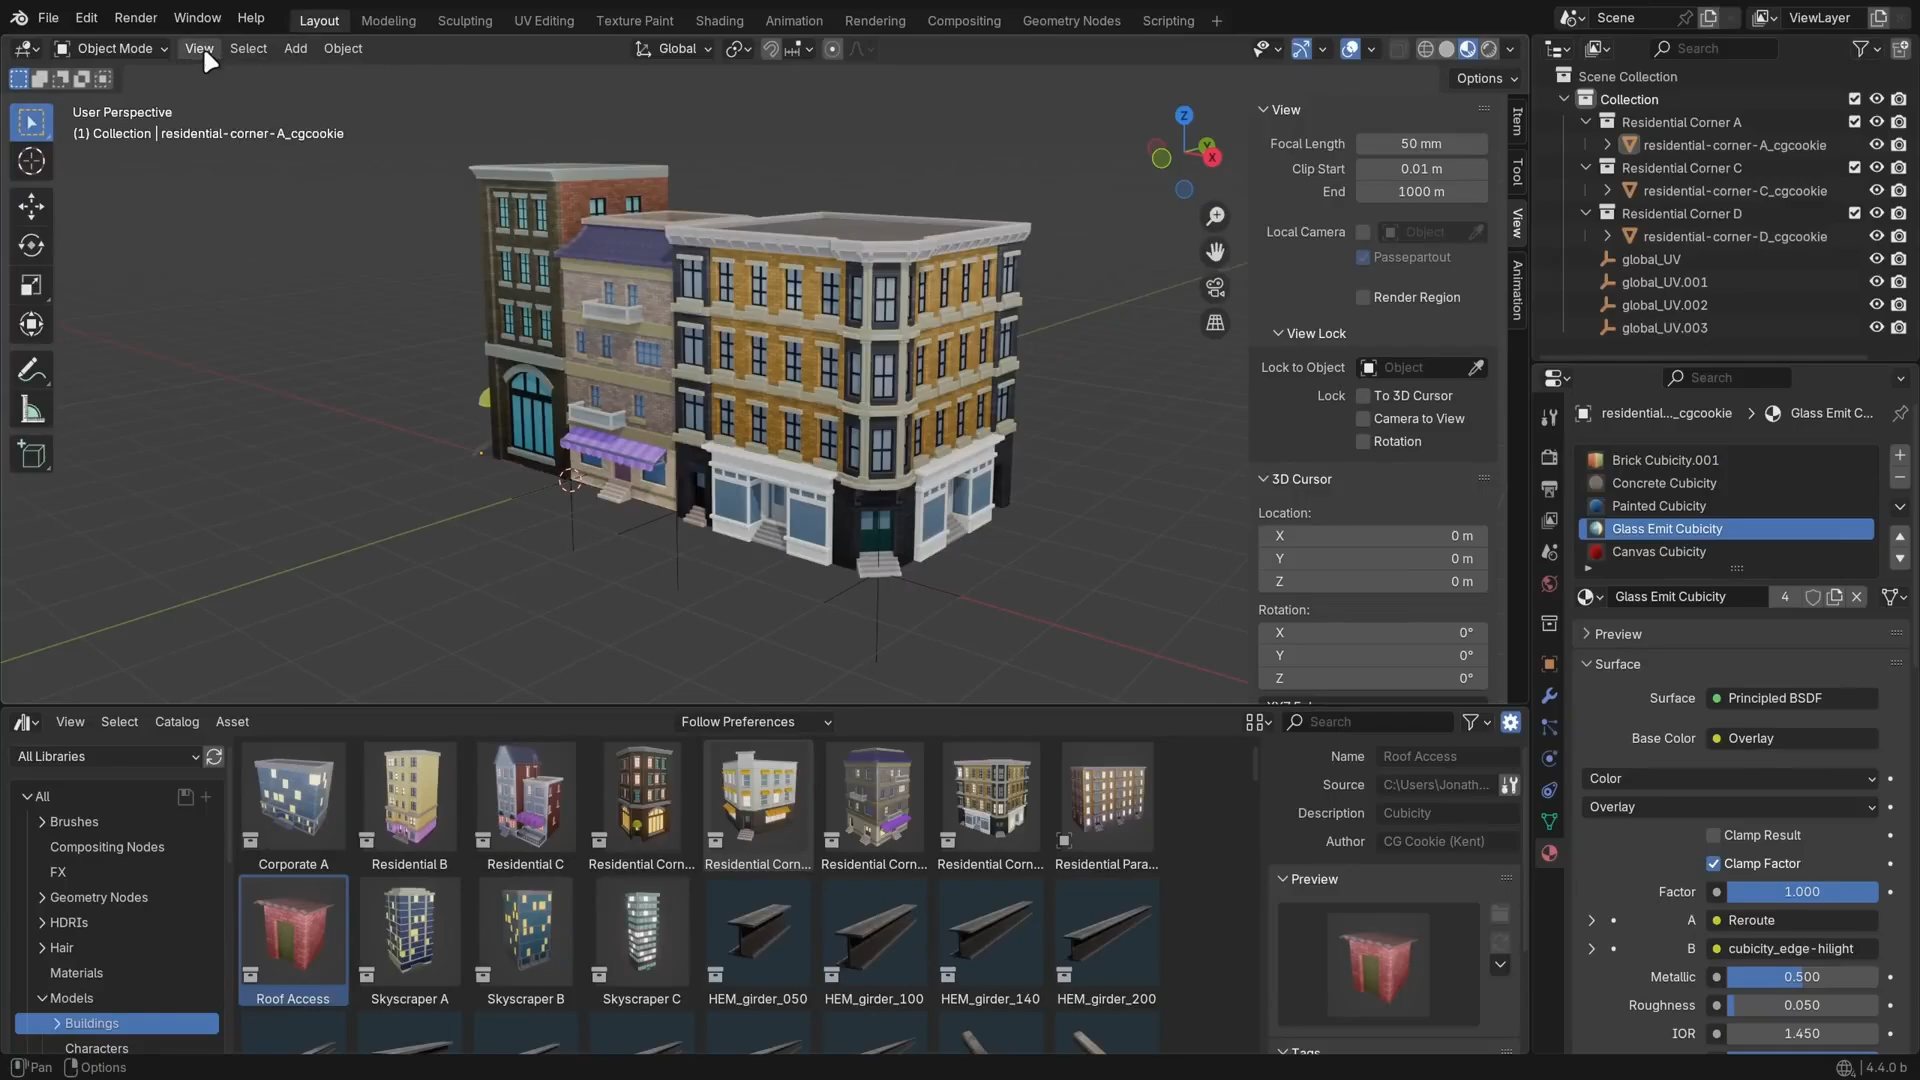 File Edit Render Window Help Layout Modeling Sculpting UV Editing Texture Paint Shading Animation Rendering Compositing Geometry Nodes Scripting + Scene ViewLayer
Object Mode View Select Add Object Global Search
Options
User Perspective
(1) Collection | residential-corner-A_cgcookie
Z
Y
X
View
Focal Length 50 mm
Clip Start 0.01 m
End 1000 m
Local Camera Object
Passepartout
Render Region
View Lock
Lock to Object Object
Lock To 3D Cursor
Camera to View
Rotation
3D Cursor
Location:
X 0 m
Y 0 m
Z 0 m
Rotation:
X 0°
Y 0°
Z 0°
Item
Tool
View
Animation
Scene Collection
Collection
Residential Corner A
residential-corner-A_cgcookie
Residential Corner C
residential-corner-C_cgcookie
Residential Corner D
residential-corner-D_cgcookie
global_UV
global_UV.001
global_UV.002
global_UV.003
Search
residential..._cgcookie Glass Emit C...
Brick Cubicity.001
Concrete Cubicity
Painted Cubicity
Glass Emit Cubicity
Canvas Cubicity
Glass Emit Cubicity 4
Preview
Surface
Surface Principled BSDF
Base Color Overlay
Color
Overlay
Clamp Result
Clamp Factor
Factor 1.000
A Reroute
B cubicity_edge-hilight
Metallic 0.500
Roughness 0.050
IOR 1.450
View Select Catalog Asset Follow Preferences Search
All Libraries
All
Brushes
Compositing Nodes
FX
Geometry Nodes
HDRIs
Hair
Materials
Models
Buildings
Characters
Corporate A Residential B Residential C Residential Corn... Residential Corn... Residential Corn... Residential Corn... Residential Para...
Roof Access Skyscraper A Skyscraper B Skyscraper C HEM_girder_050 HEM_girder_100 HEM_girder_140 HEM_girder_200
Name Roof Access
Source C:\Users\Jonath...
Description Cubicity
Author CG Cookie (Kent)
Preview
Tags
Pan Options 4.4.0 b